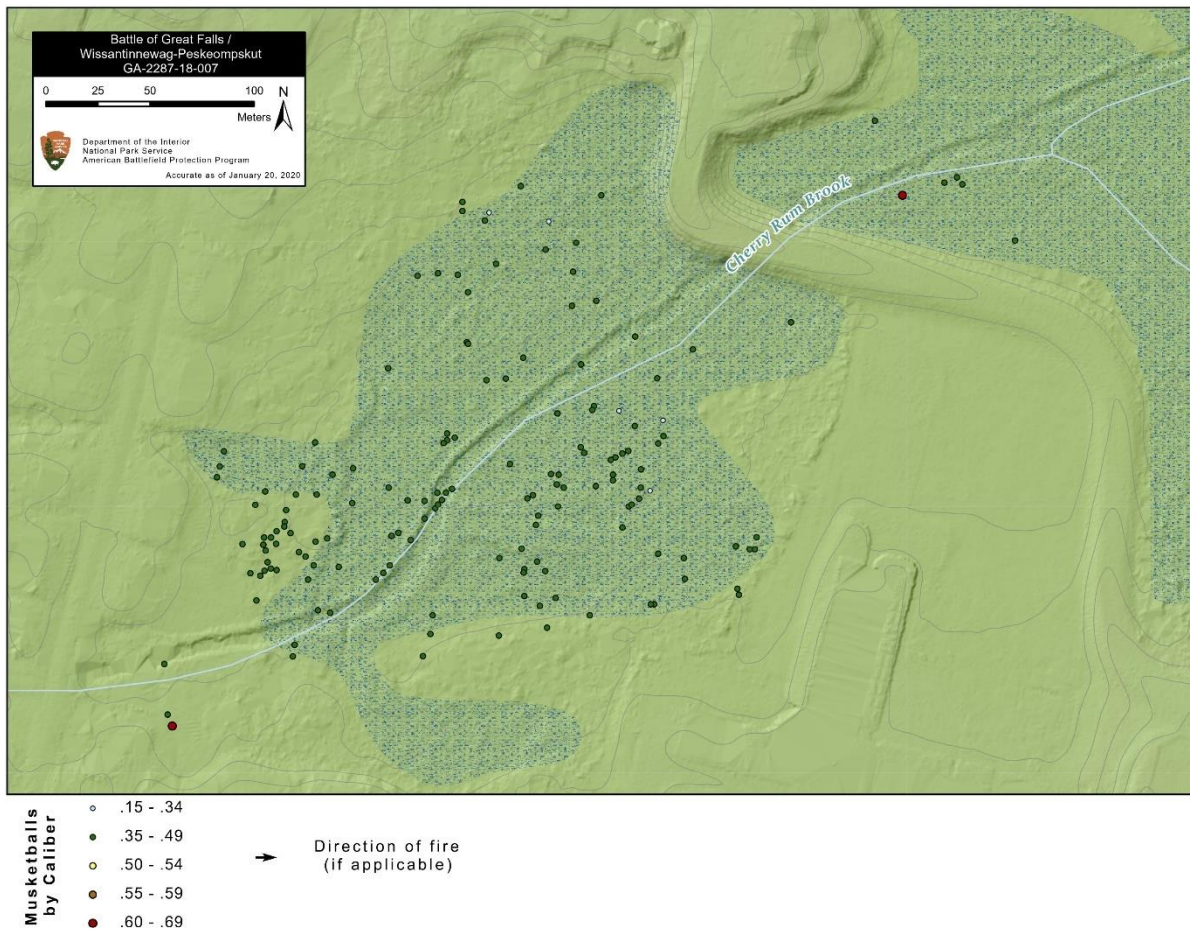 Battle of Great Falls /
Wissantinnewag-Peskeompskut
GA-2287-18-007
0 25 50 100
N
Meters
Department of the Interior
National Park Service
American Battlefield Protection Program
Accurate as of January 20, 2020
Cherry Rum Brook
Musketballs
by Caliber
.15 - .34
.35 - .49
.50 - .54
.55 - .59
.60 - .69
Direction of fire
(if applicable)